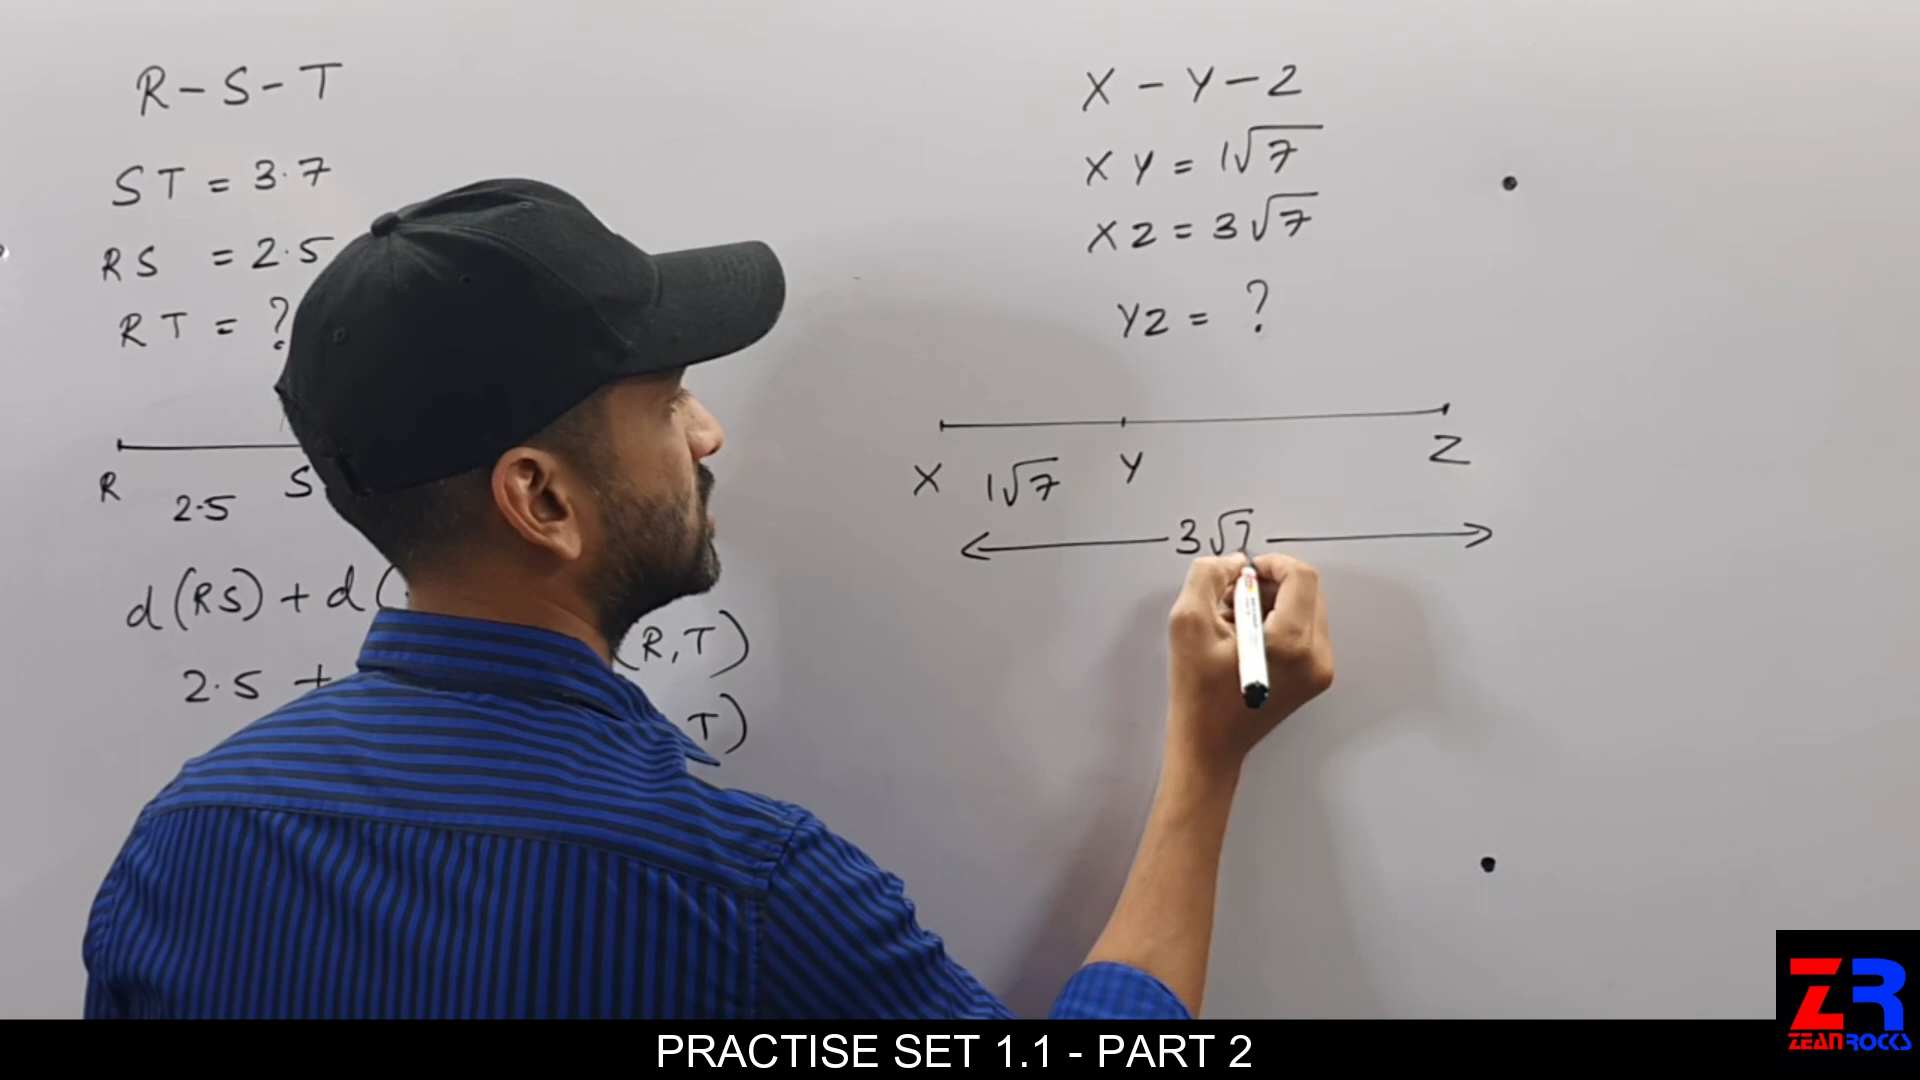 R-S-T
ST = 3.7
RS = 2.5
RT = ?
R S
2.5
d(RS) + d( (R,T)
2.5 + T)
X - Y - Z
XY = 1√7
XZ = 3√7
YZ = ?
X 1√7 Y Z
3√7
ZR
ZEAN ROCKS
PRACTISE SET 1.1 - PART 2